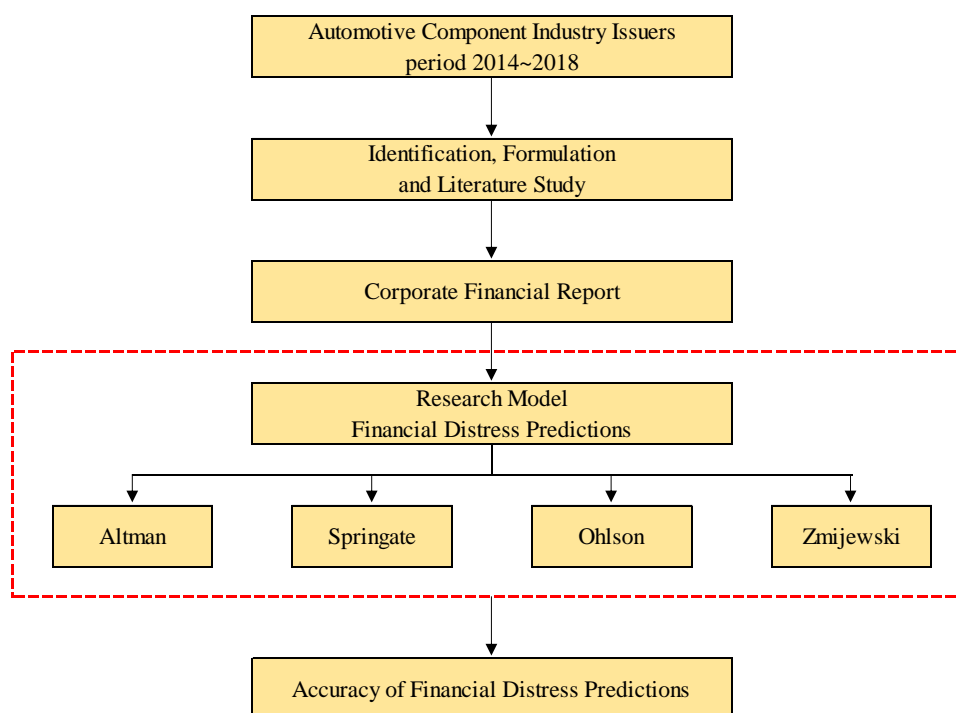 Automotive Component Industry Issuers
period 2014~2018
Identification, Formulation
and Literature Study
Corporate Financial Report
Research Model
Financial Distress Predictions
Altman
Springate
Ohlson
Zmijewski
Accuracy of Financial Distress Predictions